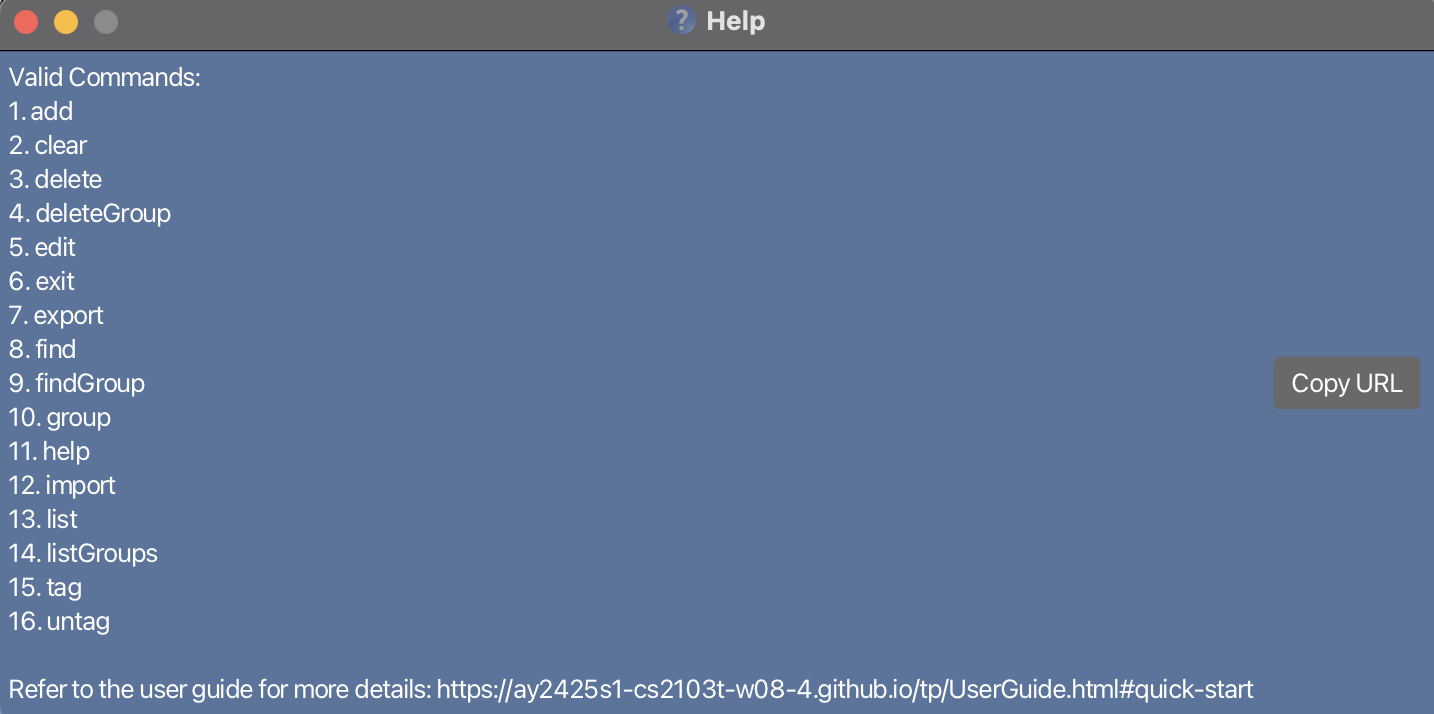 Help
Valid Commands:
1. add
2. clear
3. delete
4. deleteGroup
5. edit
6. exit
7. export
8. find
9. findGroup
10. group
11. help
12. import
13. list
14. listGroups
15. tag
16. untag
Refer to the user guide for more details: https://ay2425s1-cs2103t-w08-4.github.io/tp/UserGuide.html#quick-start
Copy URL